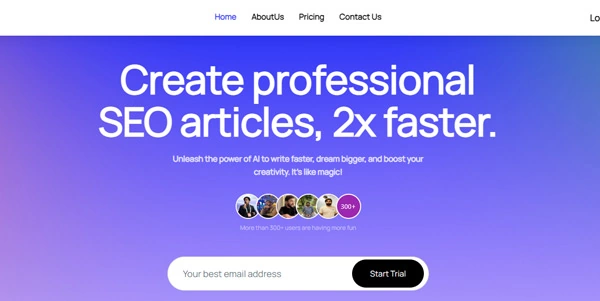 Home AboutUs Pricing Contact Us Lo
Create professional
SEO articles, 2x faster.
Unleash the power of AI to write faster, dream bigger, and boost your
creativity. It's like magic!
300+
More than 300+ users are having more fun
Your best email address Start Trial